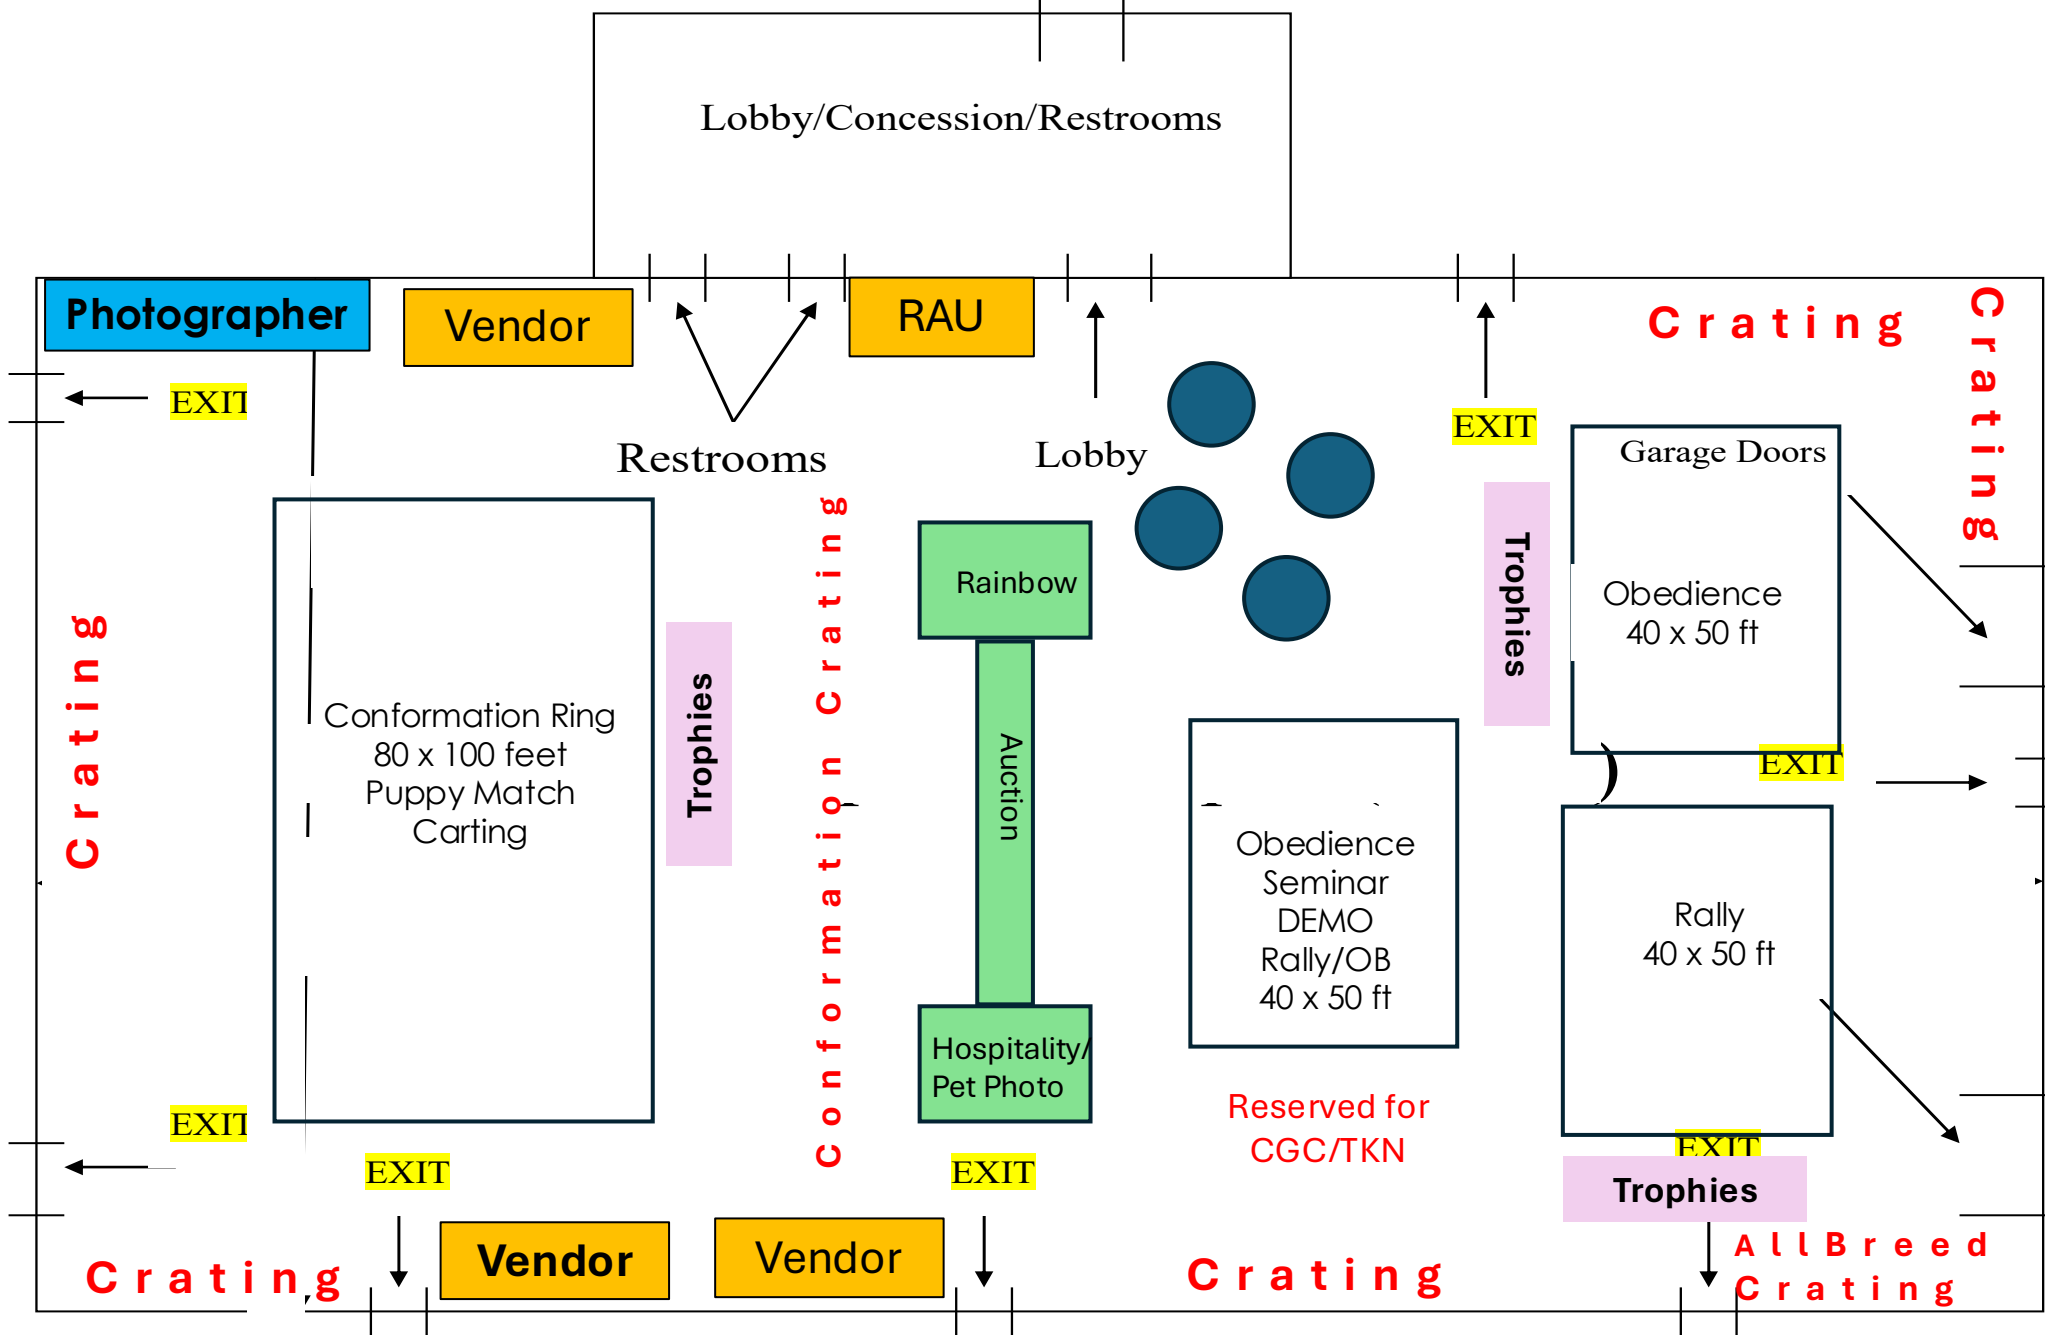 Lobby/Concession/Restrooms
Photographer
Vendor
RAU
Crating
Crating
EXIT
EXIT
Restrooms
Lobby
Garage Doors
Trophies
Obedience
40 x 50 ft
Rainbow
Conformation Crating
Crating
Trophies
Conformation Ring
80 x 100 feet
Puppy Match
Carting
Auction
EXIT
Obedience
Seminar
DEMO
Rally/OB
40 x 50 ft
Rally
40 x 50 ft
Hospitality/
Pet Photo
Reserved for
CGC/TKN
EXIT
EXIT
EXIT
EXIT
Trophies
Crating
Vendor
Vendor
Crating
AllBreed
Crating